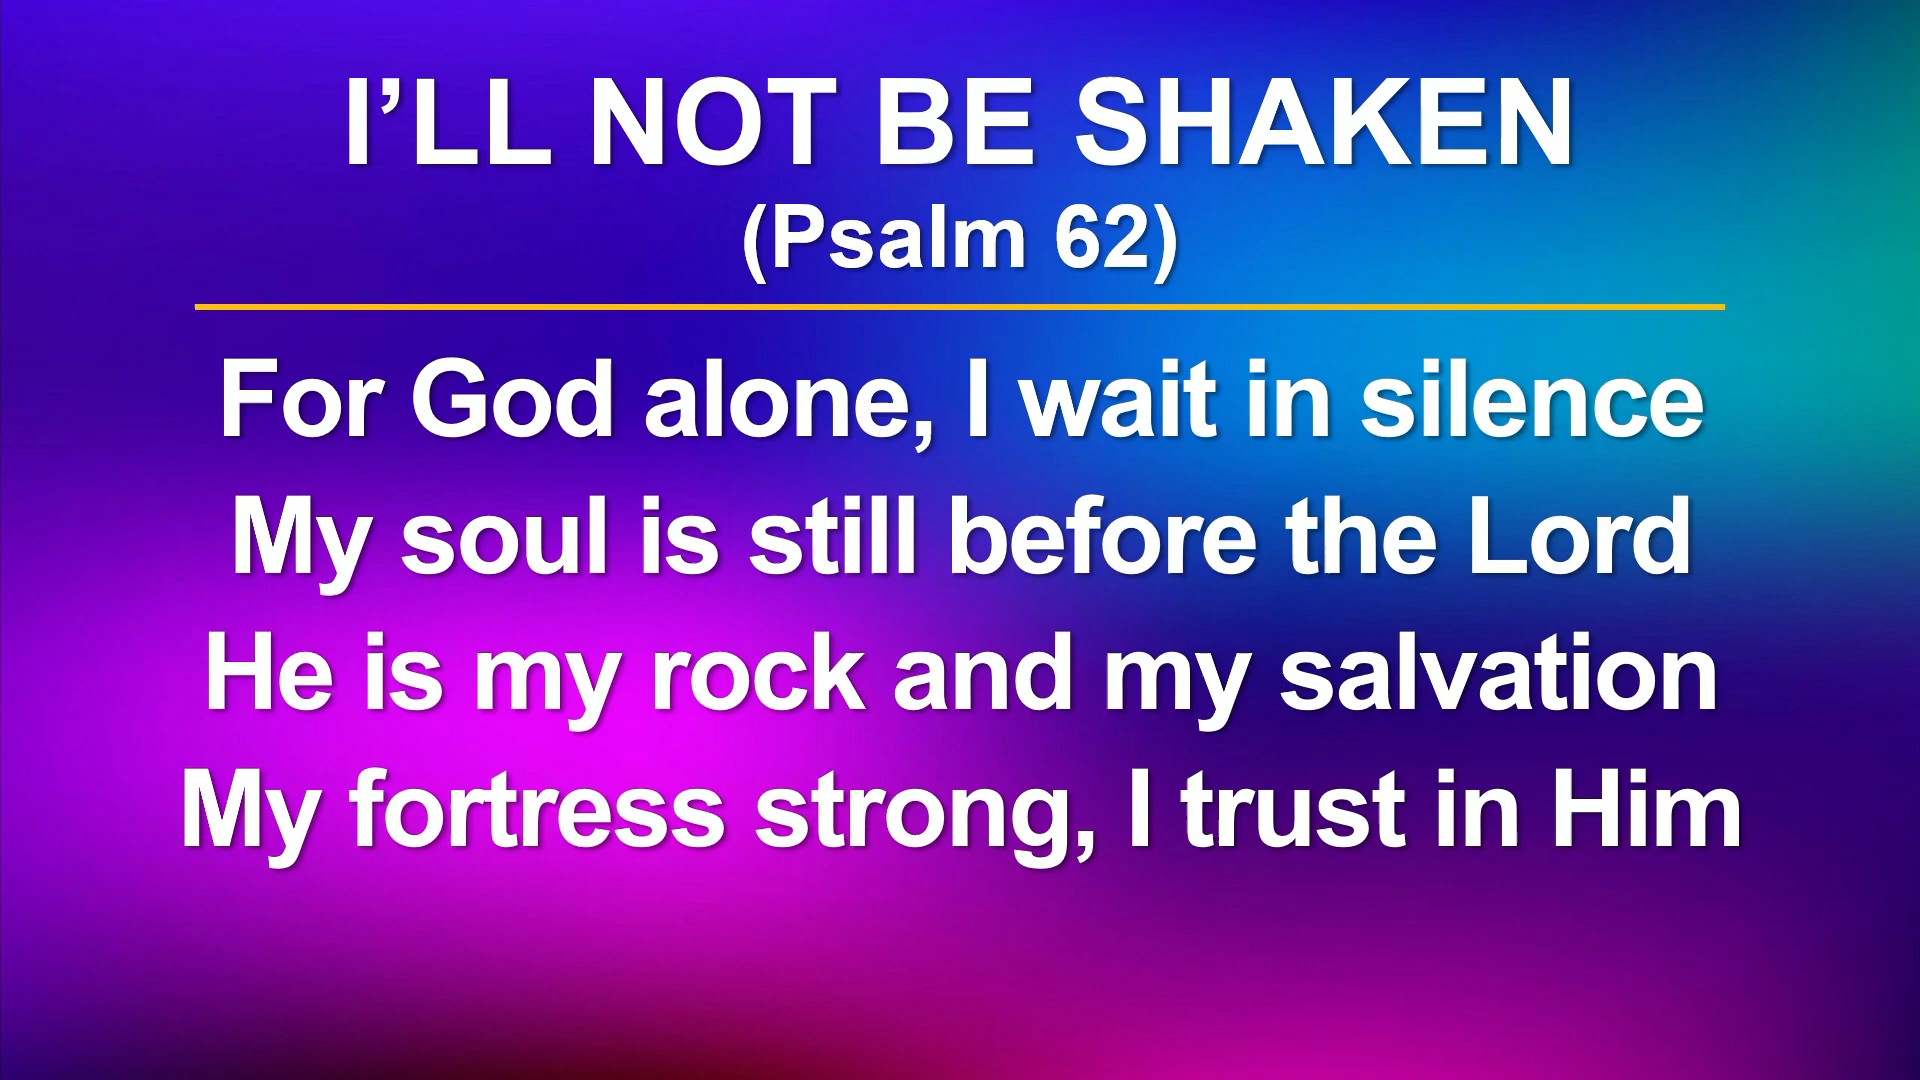 I’LL NOT BE SHAKEN
(Psalm 62)
For God alone, I wait in silence
My soul is still before the Lord
He is my rock and my salvation
My fortress strong, I trust in Him